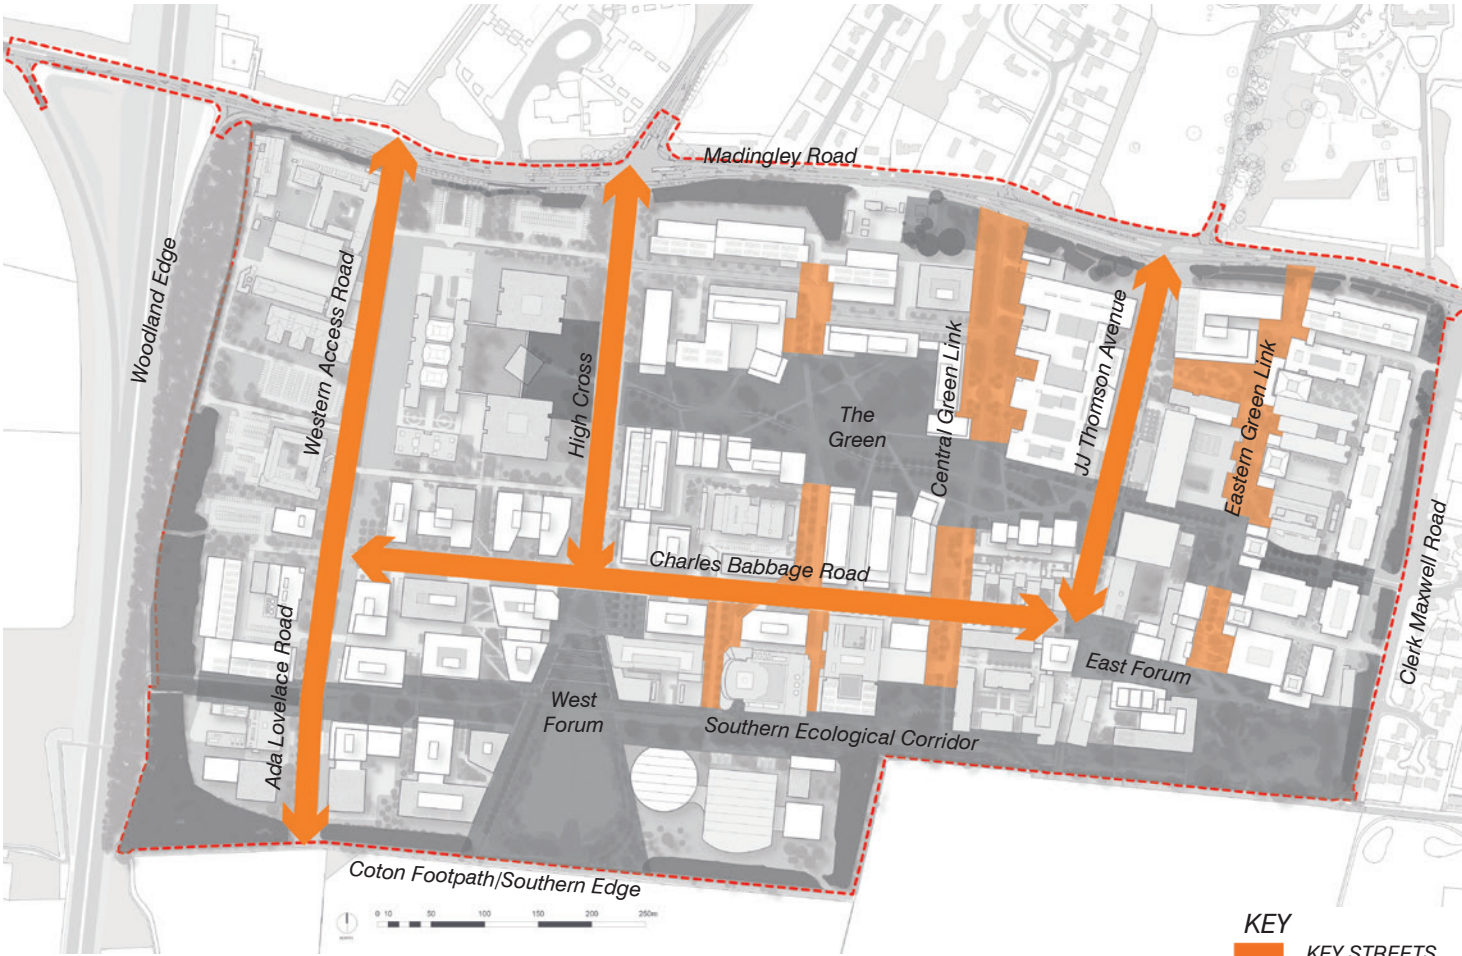 Madingley Road
Woodland Edge
Western Access Road
High Cross
Central Green Link
JJ Thomson Avenue
Eastern Green Link
The
Green
Clerk Maxwell Road
Charles Babbage Road
Ada Lovelace Road
East Forum
West
Forum
Southern Ecological Corridor
Coton Footpath/Southern Edge
0 10 50 100 150 200 250m
NORTH
KEY
KEY STREETS